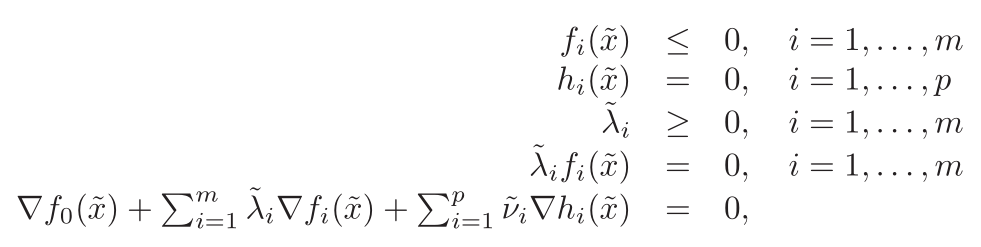 f_i(x̃) ≤ 0, i = 1, . . . , m
h_i(x̃) = 0, i = 1, . . . , p
λ̃_i ≥ 0, i = 1, . . . , m
λ̃_i f_i(x̃) = 0, i = 1, . . . , m
∇f_0(x̃) + ∑_{i=1}^m λ̃_i ∇f_i(x̃) + ∑_{i=1}^p ν̃_i ∇h_i(x̃) = 0,